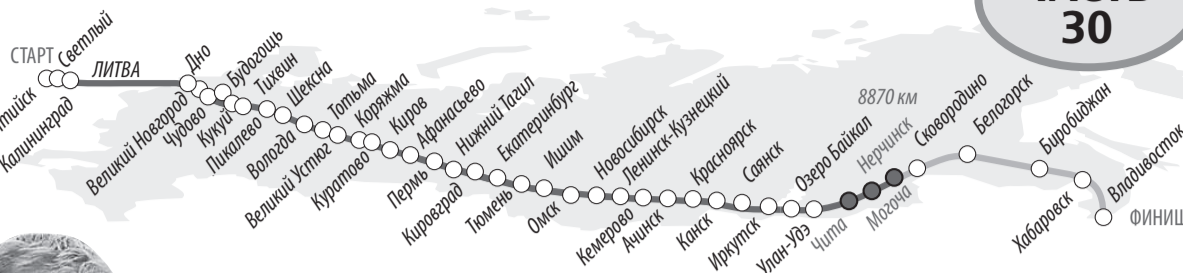 30
СТАРТ
Светлый
Калининград
ЛИТВА
Дно
Великий Новгород
Чудово
Будогощь
Кукуй
Тихвин
Пикалево
Шексна
Вологда
Тотьма
Великий Устюг
Коряжма
Куратово
Киров
Афанасьево
Пермь
Нижний Тагил
Кировград
Екатеринбург
Тюмень
Ишим
Омск
Новосибирск
Ленинск-Кузнецкий
Кемерово
Ачинск
Красноярск
Канск
Саянск
Иркутск
Озеро Байкал
Улан-Удэ
Чита
8870 км
Нерчинск
Могоча
Сковородино
Белогорск
Биробиджан
Хабаровск
Владивосток
ФИНИШ